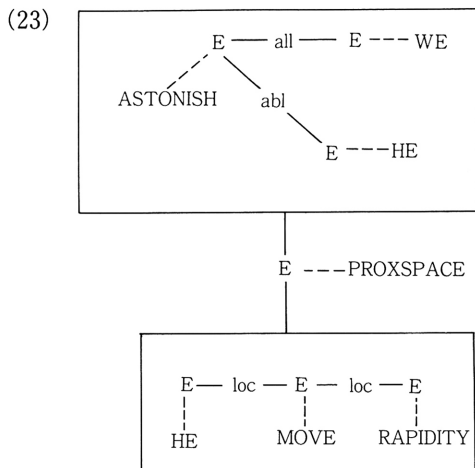 (23)
E all E WE
ASTONISH abl
E HE
E PROXSPACE
E loc E loc E
HE MOVE RAPIDITY